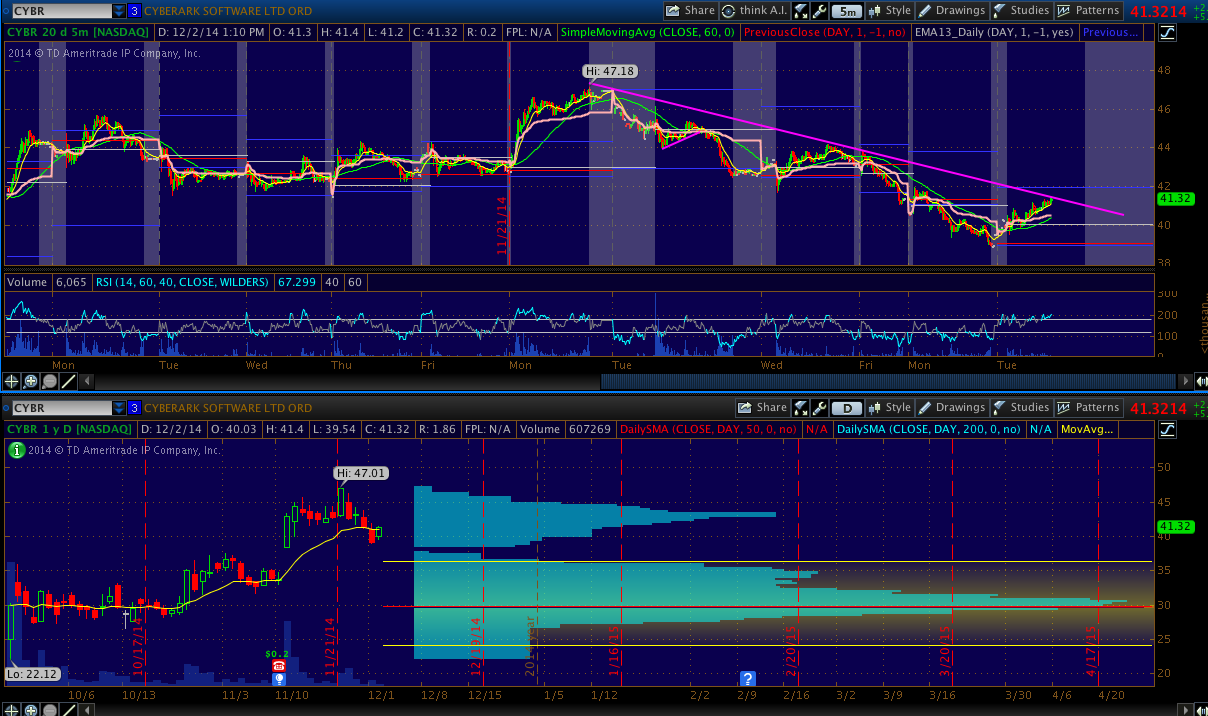 CYBR 3 CYBERARK SOFTWARE LTD ORD Share think A.I. 5m Style Drawings Studies Patterns 41.3214
CYBR 20 d 5m [NASDAQ] D: 12/2/14 1:10 PM O: 41.3 H: 41.4 L: 41.2 C: 41.32 R: 0.2 FPL: N/A SimpleMovingAvg (CLOSE, 60, 0) PreviousClose (DAY, 1, -1, no) EMA13_Daily (DAY, 1, -1, yes) Previous...
2014 © TD Ameritrade IP Company, Inc.
Hi: 47.18
48
46
44
42
41.32
40
38
11/21/14
Volume 6,065 RSI (14, 60, 40, CLOSE, WILDERS) 67.299 40 60
300
200
100
0
<thousan...
Mon Tue Wed Thu Fri Mon Tue Wed Fri Mon Tue
CYBR 3 CYBERARK SOFTWARE LTD ORD Share D Style Drawings Studies Patterns 41.3214
CYBR 1 y D [NASDAQ] D: 12/2/14 O: 40.03 H: 41.4 L: 39.54 C: 41.32 R: 1.86 FPL: N/A Volume 607269 DailySMA (CLOSE, DAY, 50, 0, no) N/A DailySMA (CLOSE, DAY, 200, 0, no) N/A MovAvg...
i 2014 © TD Ameritrade IP Company, Inc.
Hi: 47.01
50
45
41.32
40
35
30
25
20
10/17/14
11/21/14
12/19/14
2014 year
1/16/15
2/20/15
3/20/15
4/17/15
$0.2
Lo: 22.12
?
10/6 10/13 11/3 11/10 12/1 12/8 12/15 1/5 1/12 2/2 2/9 2/16 3/2 3/9 3/16 3/30 4/6 4/20